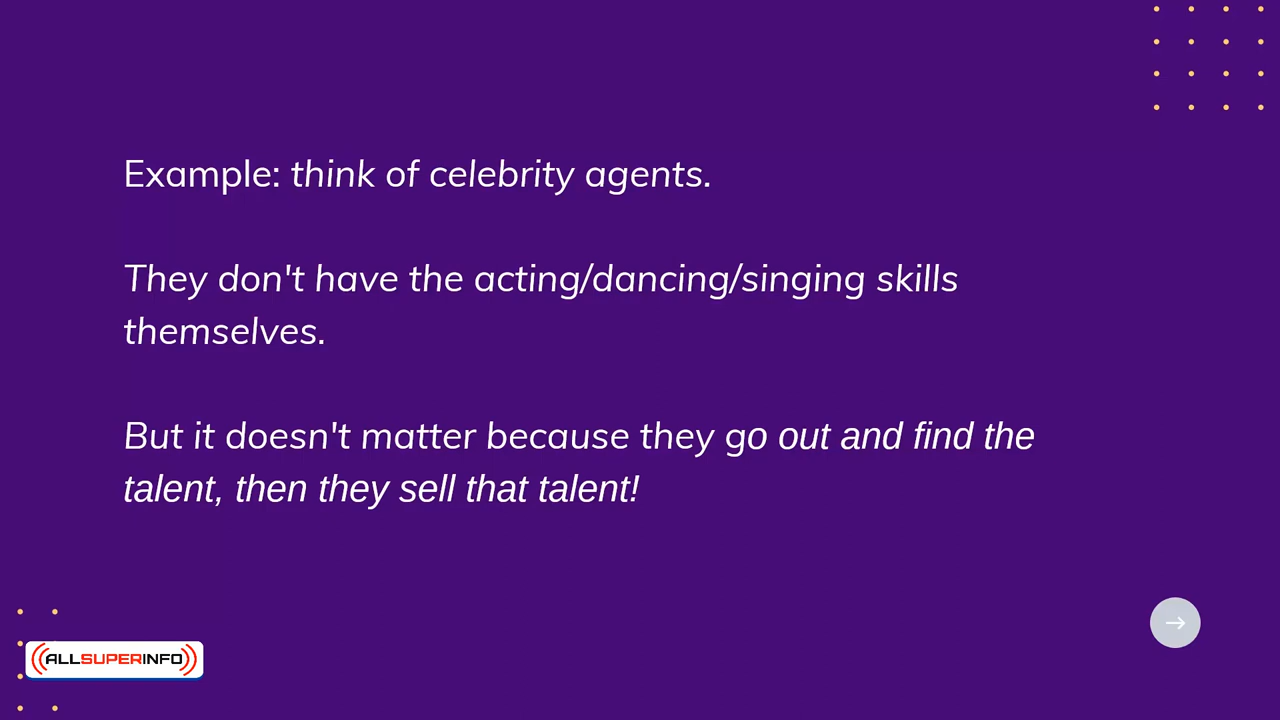 Example: think of celebrity agents.
They don't have the acting/dancing/singing skills
themselves.
But it doesn't matter because they go out and find the
talent, then they sell that talent!
ALLSUPERINFO